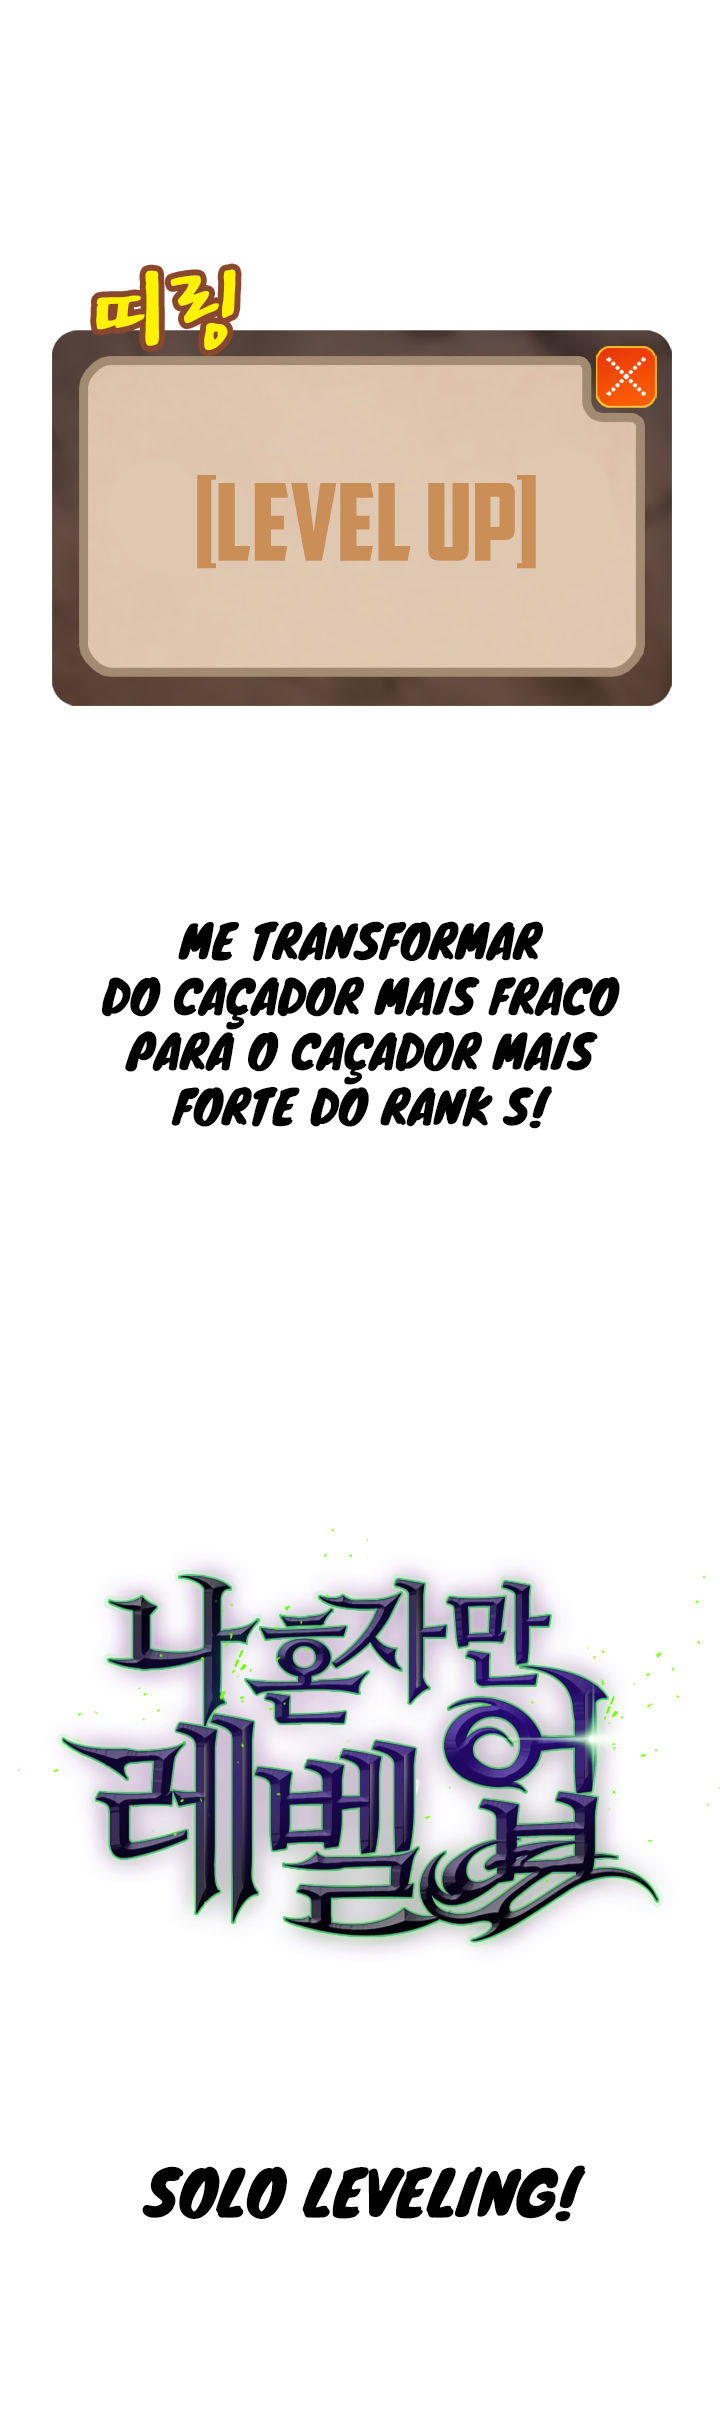 띠링
[LEVEL UP]
ME TRANSFORMAR
DO CAÇADOR MAIS FRACO
PARA O CAÇADOR MAIS
FORTE DO RANK S!
나 혼자만
레벨업
SOLO LEVELING!